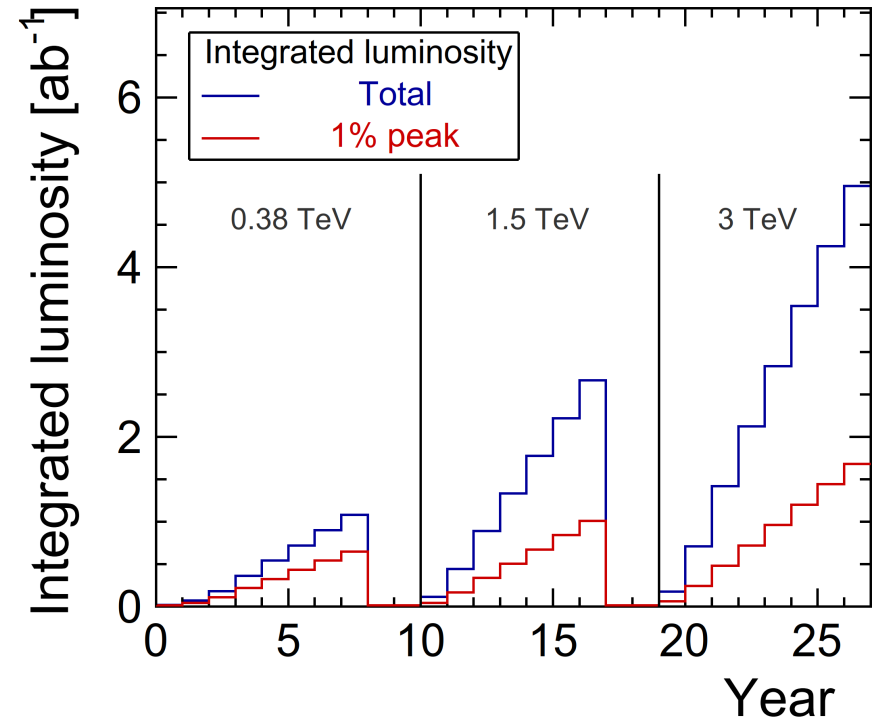 Integrated luminosity [ab-1]
Integrated luminosity
Total
1% peak
6
0.38 TeV 1.5 TeV 3 TeV
4
2
0
0 5 10 15 20 25
Year